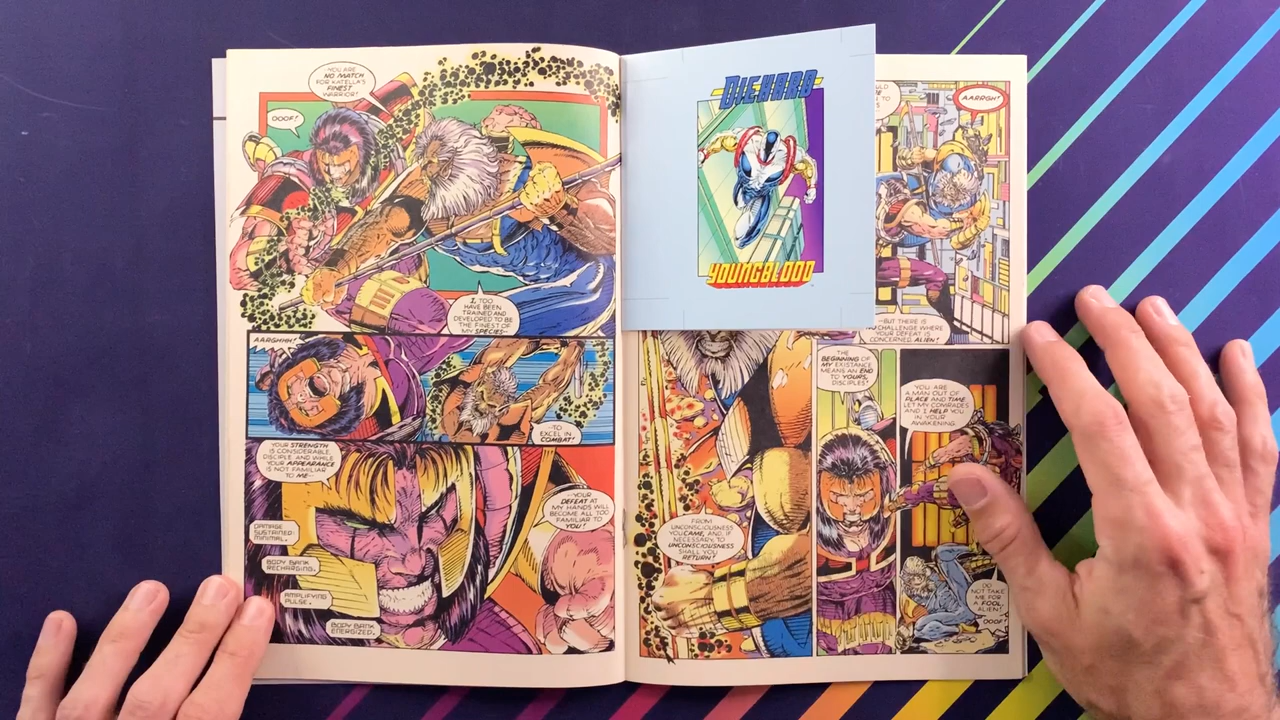 -YOU ARE
NO MATCH
FOR KATELLA'S
FINEST
WARRIOR!
OOOF!
I, TOO
HAVE BEEN
TRAINED AND
DEVELOPED TO BE
THE FINEST OF
MY SPECIES-
AARGHHH!
-TO
EXCEL IN
COMBAT!
YOUR STRENGTH
IS CONSIDERABLE,
DISCIPLE, AND WHILE
YOUR APPEARANCE
IS NOT FAMILIAR
TO ME-
-YOUR
DEFEAT AT
MY HANDS WILL
BECOME ALL TOO
FAMILIAR TO
YOU!
DAMAGE
SUSTAINED:
MINIMAL.
BODY BANK
RECHARGING.
AMPLIFYING
PULSE.
BODY BANK
ENERGIZED.
DIEHARD
YOUNGBLOOD
AARRGH!
-BUT THERE IS
NO CHALLENGE WHERE
YOUR DEFEAT IS
CONCERNED, ALIEN!
FROM
UNCONSCIOUSNESS
YOU CAME, AND, IF
NECESSARY, TO
UNCONSCIOUSNESS
SHALL YOU
RETURN!
THE
BEGINNING OF
MY EXISTANCE
MEANS AN END
TO YOURS,
DISCIPLES!
YOU ARE
A MAN OUT OF
PLACE AND TIME.
LET MY COMRADES
AND I HELP YOU
IN YOUR
AWAKENING.
DO
NOT TAKE
ME FOR
A FOOL,
ALIEN!
OOOF!